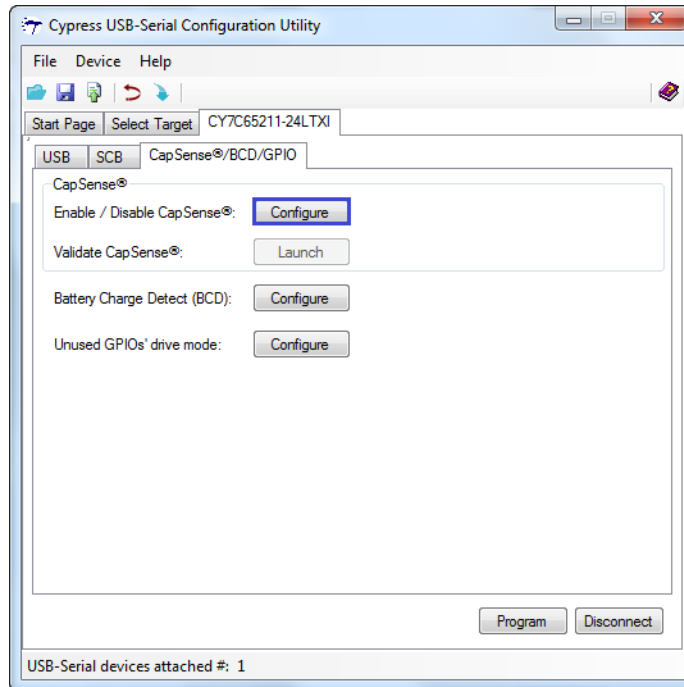 Cypress USB-Serial Configuration Utility
File Device Help
Start Page Select Target CY7C65211-24LTXI
USB SCB CapSense®/BCD/GPIO
CapSense®
Enable / Disable CapSense®: Configure
Validate CapSense®: Launch
Battery Charge Detect (BCD): Configure
Unused GPIOs' drive mode: Configure
Program Disconnect
USB-Serial devices attached #: 1